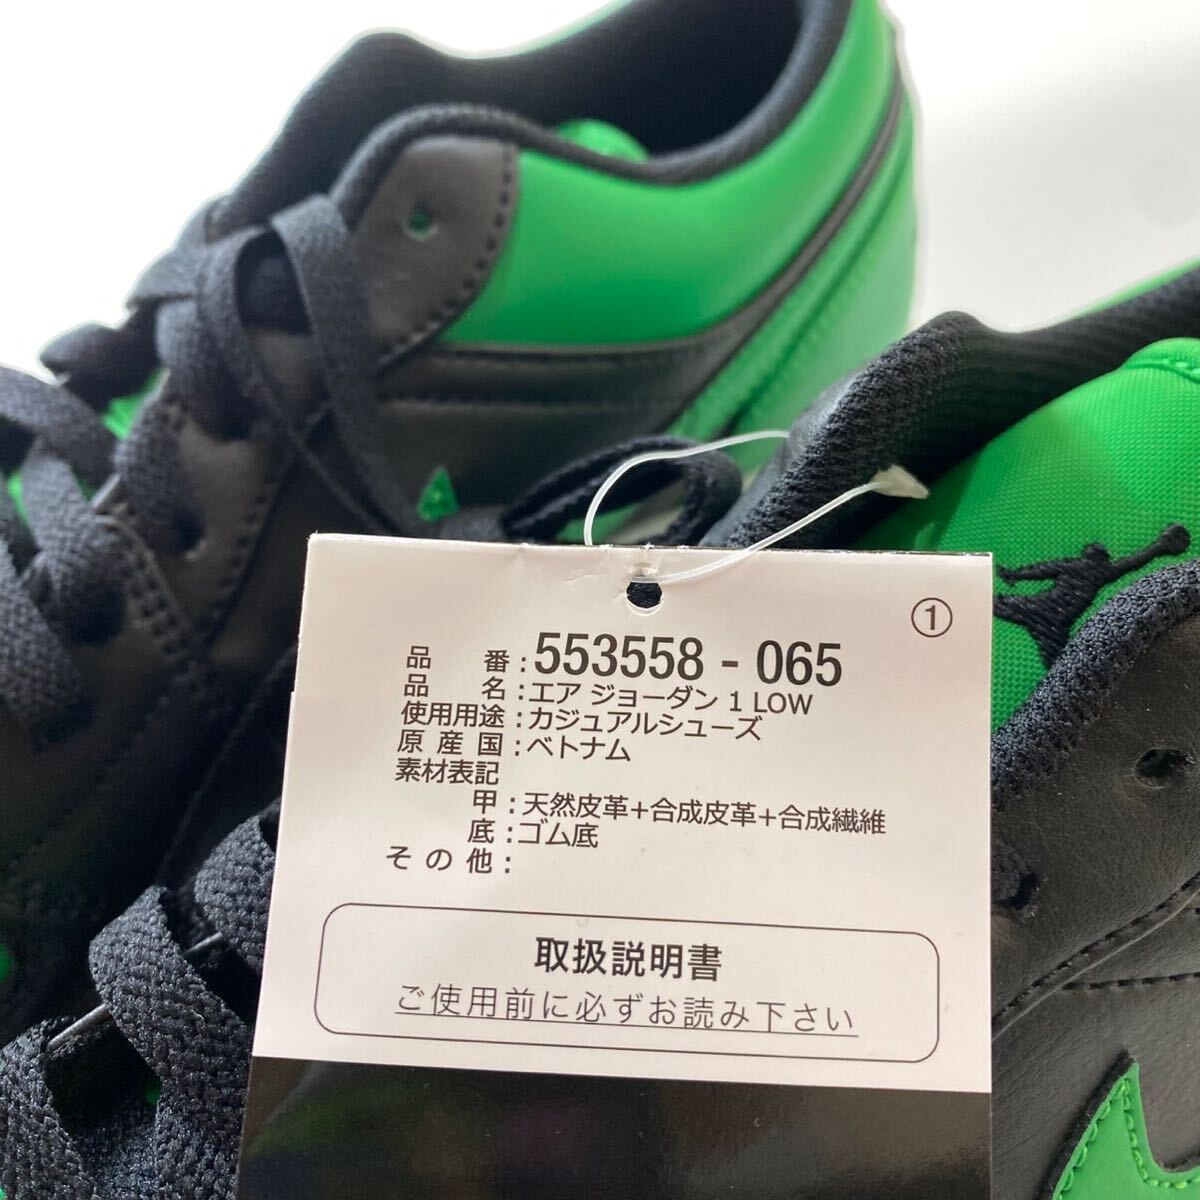 ①
品番:553558 - 065
品名:エア ジョーダン 1 LOW
使用用途:カジュアルシューズ
原産国:ベトナム
素材表記
甲:天然皮革+合成皮革+合成繊維
底:ゴム底
その他:
取扱説明書
ご使用前に必ずお読み下さい